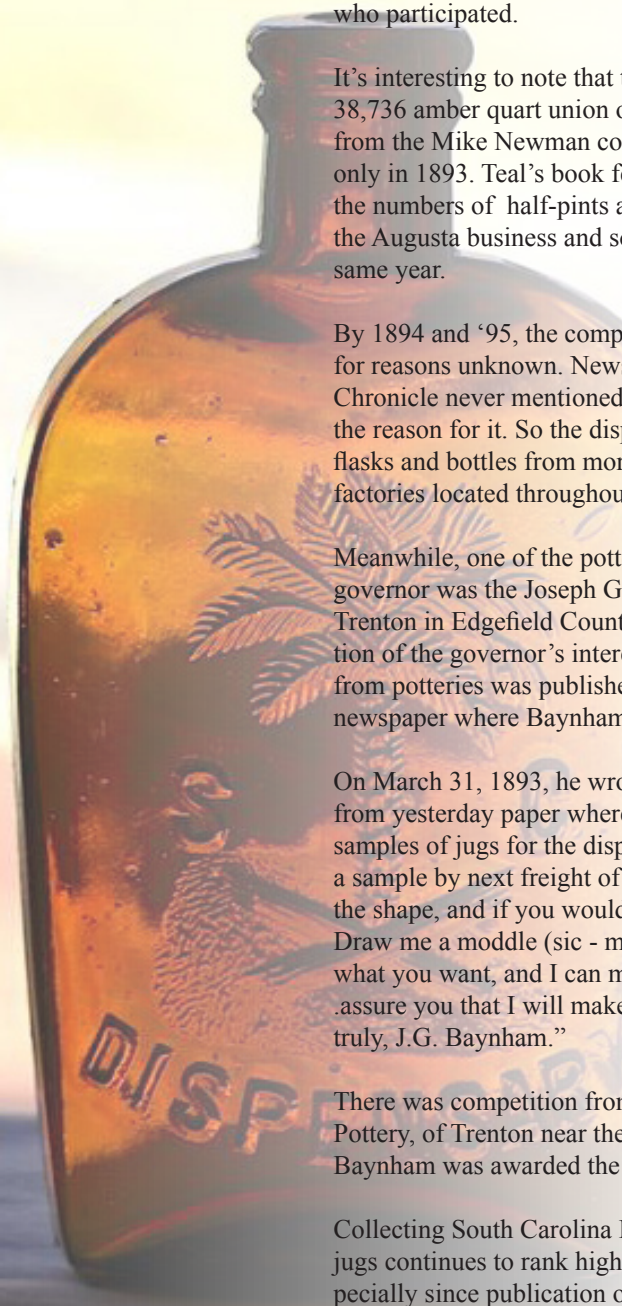 who participated.
It's interesting to note that
38,736 amber quart union
from the Mike Newman co
only in 1893. Teal's book f
the numbers of half-pints a
the Augusta business and s
same year.
By 1894 and ‘95, the comp
for reasons unknown. News
Chronicle never mentioned
the reason for it. So the disp
flasks and bottles from mor
factories located throughou
Meanwhile, one of the pott
governor was the Joseph G
Trenton in Edgefield Count
tion of the governor's inter
from potteries was publishe
newspaper where Baynham
On March 31, 1893, he wro
from yesterday paper where
samples of jugs for the disp
a sample by next freight of
the shape, and if you would
Draw me a moddle (sic - m
what you want, and I can m
.assure you that I will make
truly, J.G. Baynham.”
There was competition from
Pottery, of Trenton near the
Baynham was awarded the
Collecting South Carolina
jugs continues to rank high
pecially since publication o
S C
DISPENSARY